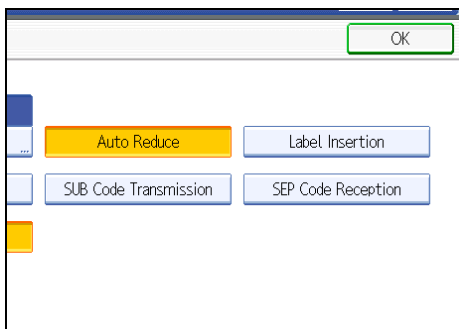 OK
... Auto Reduce Label Insertion
SUB Code Transmission SEP Code Reception